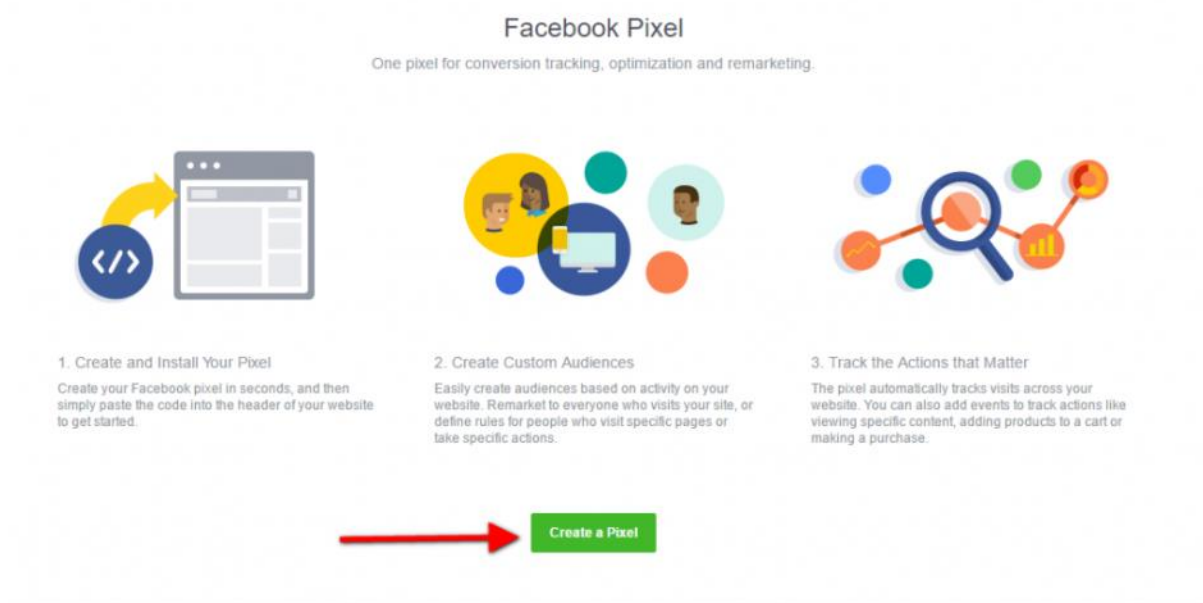 Facebook Pixel
One pixel for conversion tracking, optimization and remarketing.
</>
1. Create and Install Your Pixel
Create your Facebook pixel in seconds, and then
simply paste the code into the header of your website
to get started.
2. Create Custom Audiences
Easily create audiences based on activity on your
website. Remarket to everyone who visits your site, or
define rules for people who visit specific pages or
take specific actions.
3. Track the Actions that Matter
The pixel automatically tracks visits across your
website. You can also add events to track actions like
viewing specific content, adding products to a cart or
making a purchase.
Create a Pixel